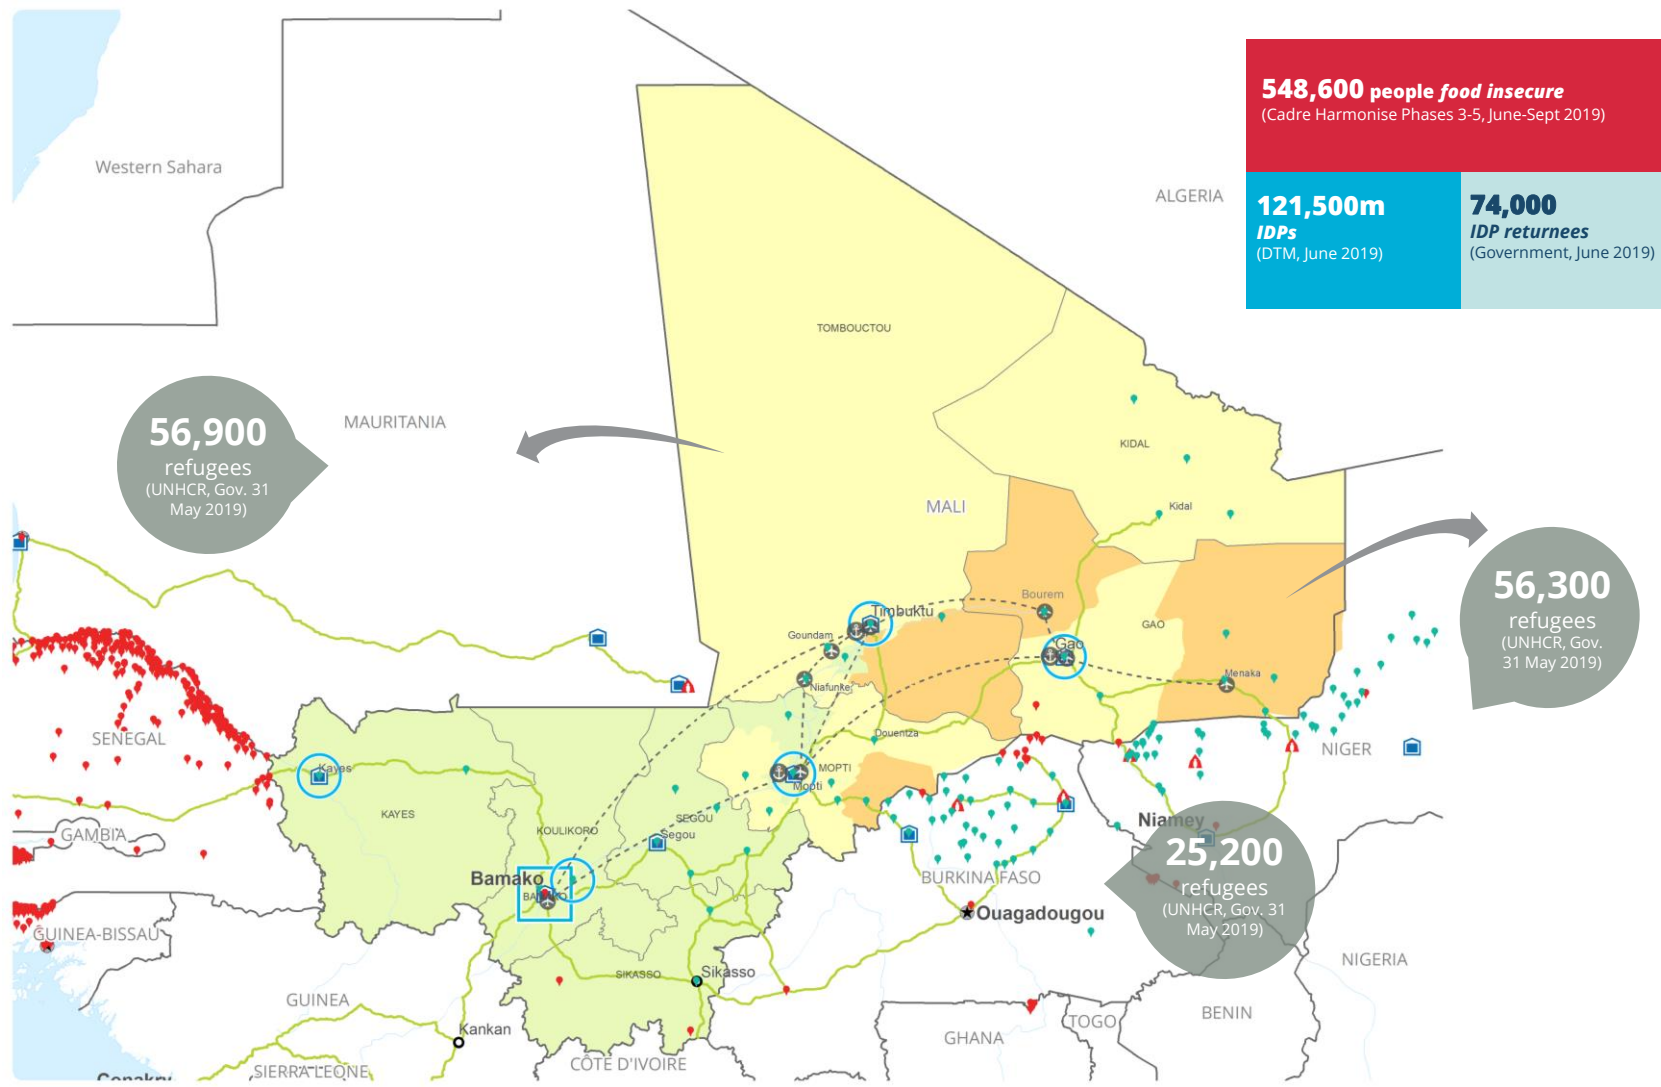 548,600 people food insecure
(Cadre Harmonise Phases 3-5, June-Sept 2019)
121,500m
IDPs
(DTM, June 2019)
74,000
IDP returnees
(Government, June 2019)
Western Sahara
ALGERIA
TOMBOUCTOU
56,900
refugees
(UNHCR, Gov. 31
May 2019)
MAURITANIA
KIDAL
MALI
Kidal
56,300
refugees
(UNHCR, Gov.
31 May 2019)
Bourem
Timbuktu
Goundam
GAO
Gao
Menaka
Niafunke
SENEGAL
Douentza
NIGER
Kayes
MOPTI
Mopti
KAYES
SEGOU
Segou
KOULIKORO
GAMBIA
Niamey
25,200
refugees
(UNHCR, Gov. 31
May 2019)
Bamako
BURKINA FASO
Ouagadougou
GUINEA-BISSAU
NIGERIA
SIKASSO
Sikasso
GUINEA
BENIN
TOGO
GHANA
Kankan
CÔTE D'IVOIRE
SIERRA LEONE
Conakry